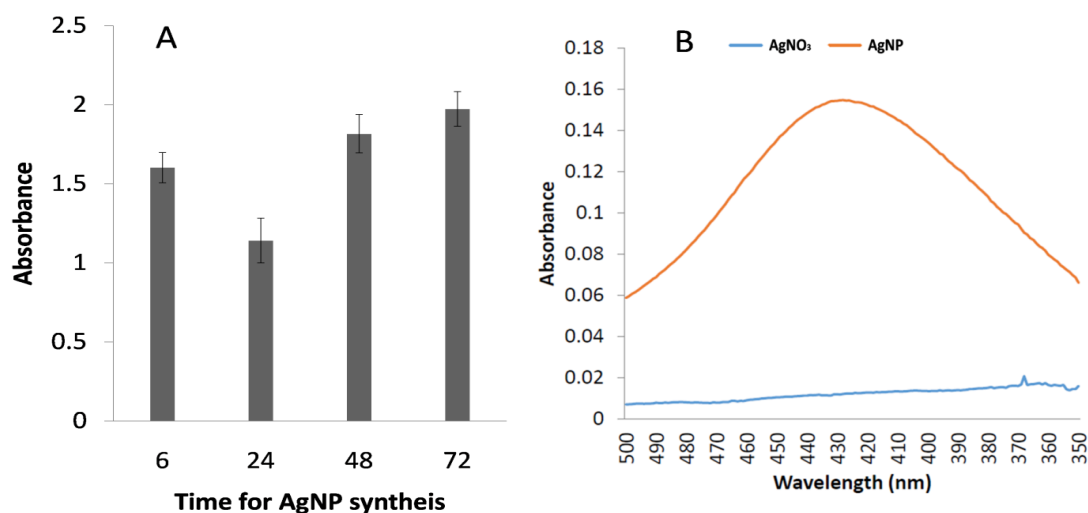 A
2.5
2
1.5
1
0.5
0
Absorbance
6 24 48 72
Time for AgNP syntheis
B
AgNO₃ AgNP
0.18
0.16
0.14
0.12
0.1
0.08
0.06
0.04
0.02
0
Absorbance
500 490 480 470 460 450 440 430 420 410 400 390 380 370 360 350
Wavelength (nm)